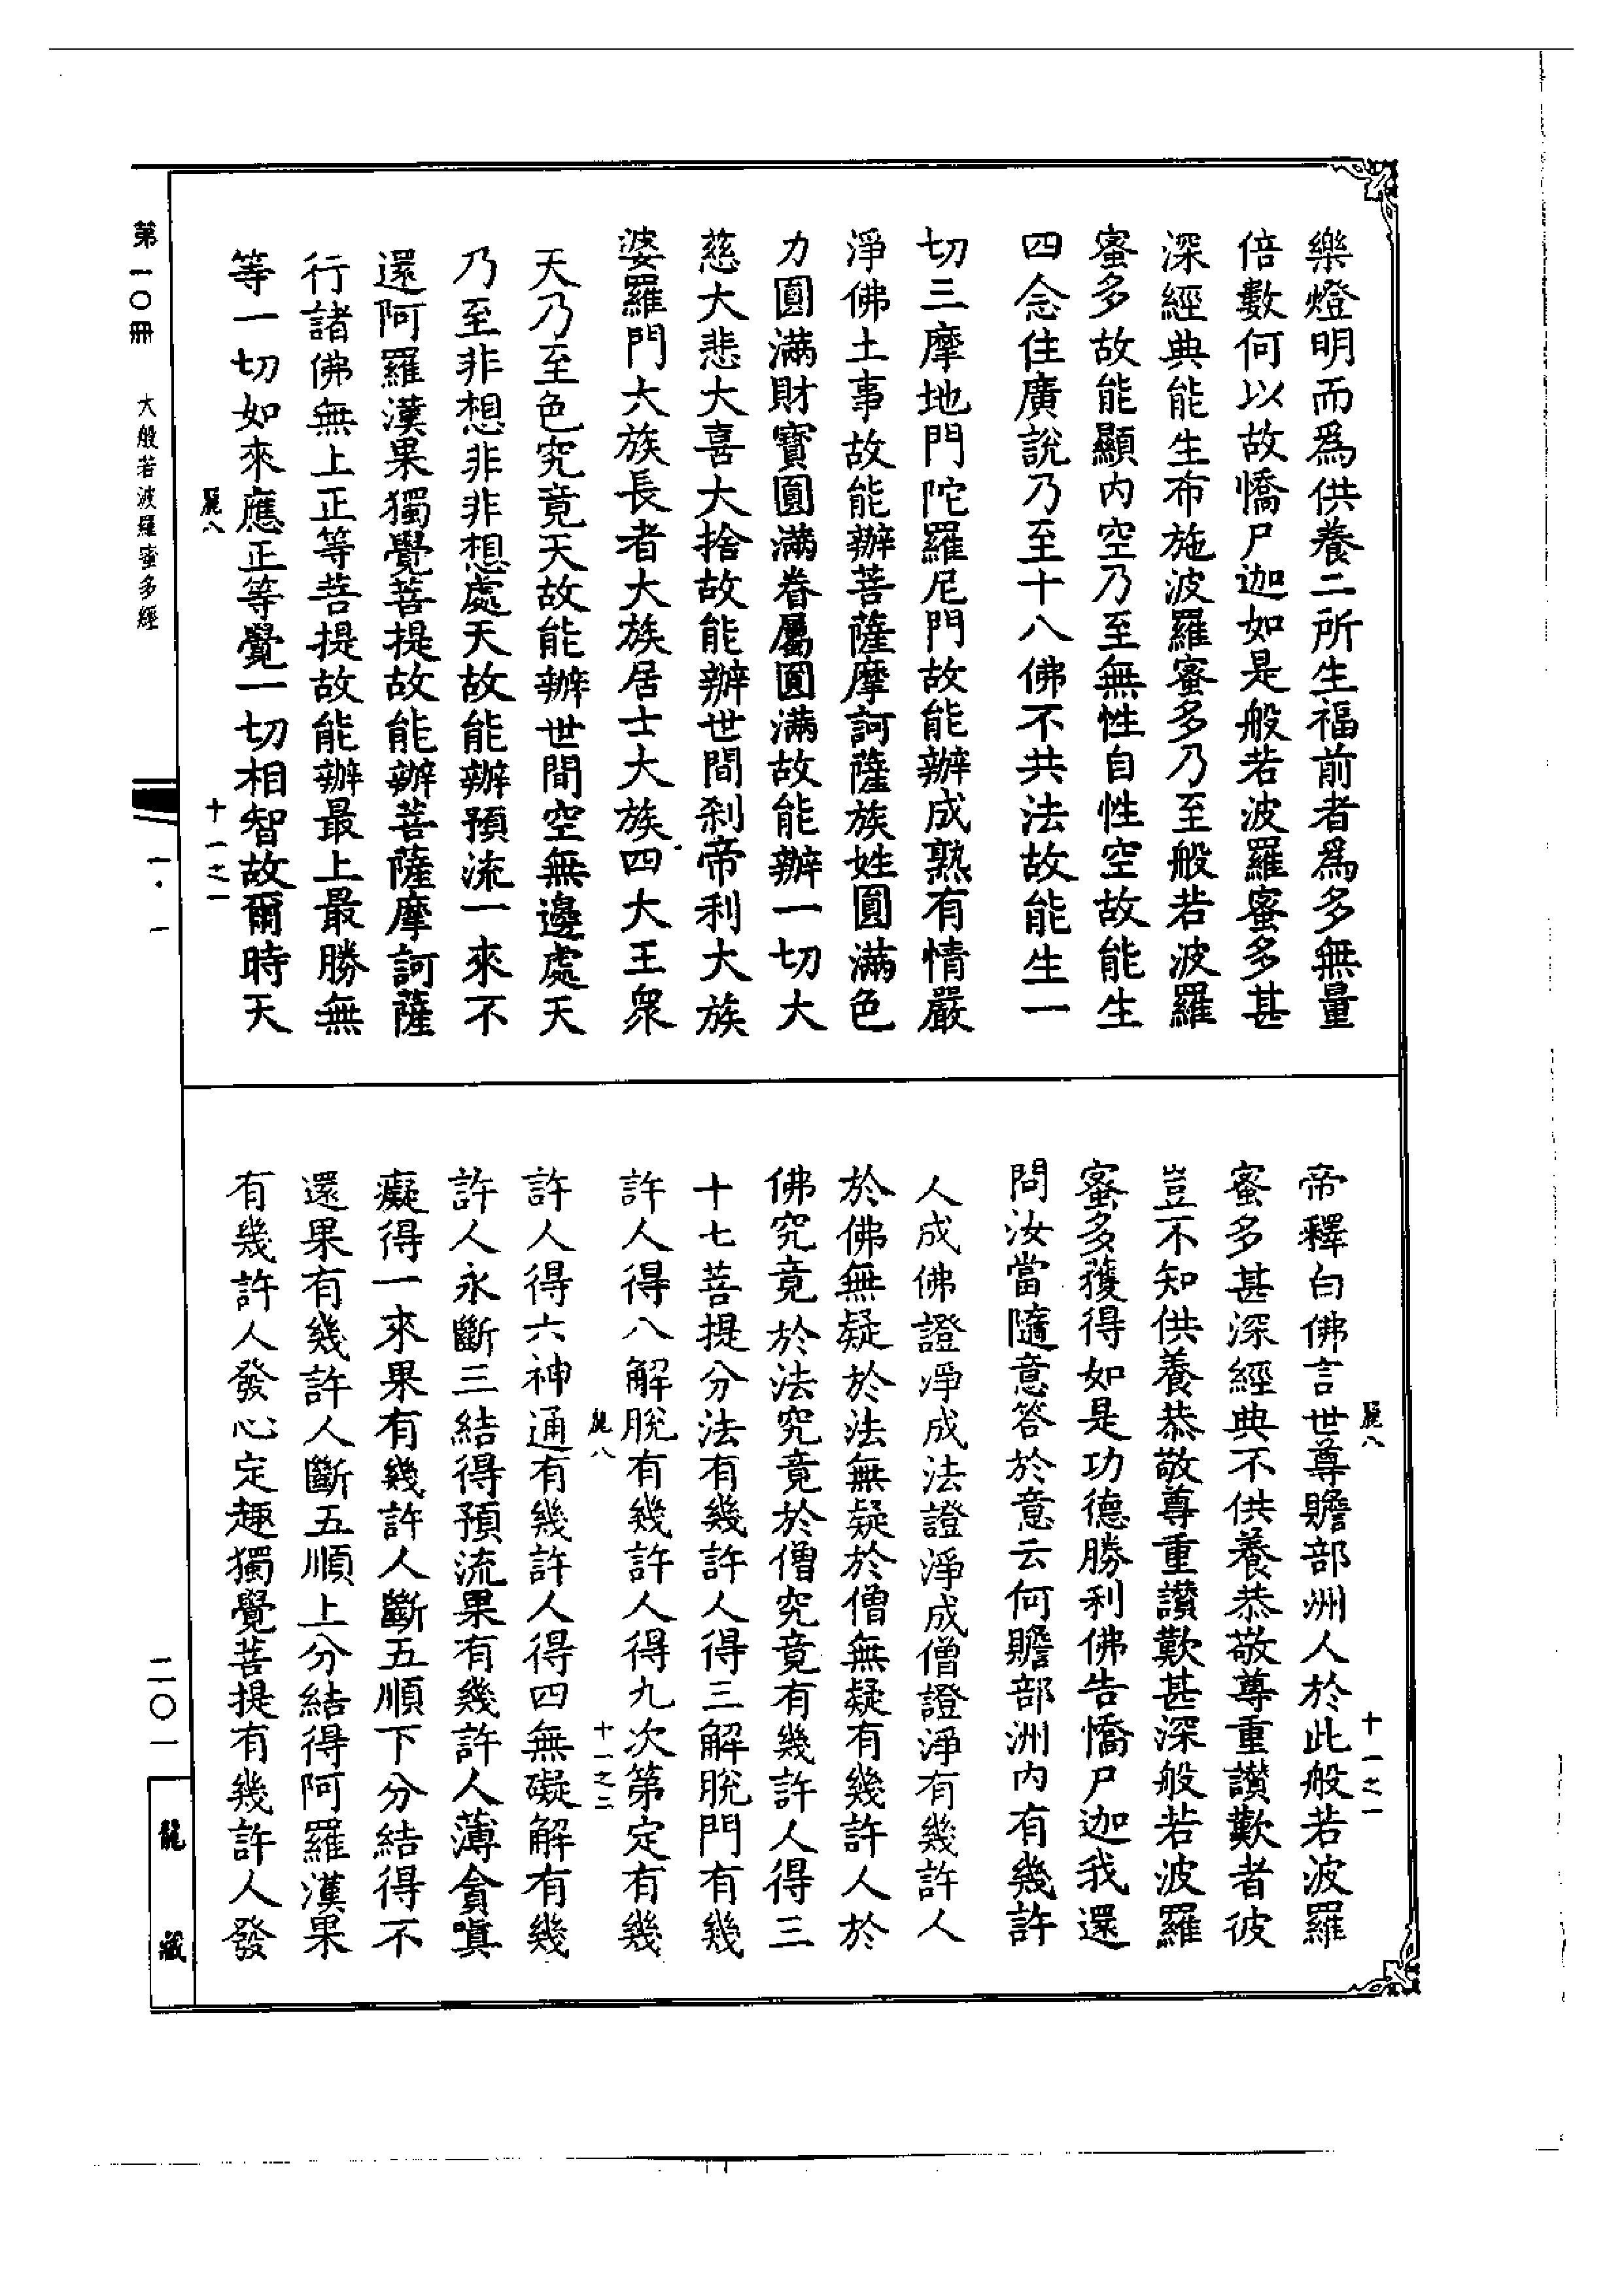 樂燈明而爲供養二所生福前者爲多無量
倍數何以故憍尸迦如是般若波羅蜜多甚
深經典能生布施波羅蜜多乃至般若波羅
蜜多故能顯内空乃至無性自性空故能生
四念住廣說乃至十八佛不共法故能生一
切三摩地門陀羅尼門故能辦成熟有情嚴
淨佛土事故能辦菩薩摩訶薩族姓圓滿色
力圓滿財寶圓滿眷屬圓滿故能辦一切大
慈大悲大喜大捨故能辦世間刹帝利大族
婆羅門大族長者大族居士大族四大王衆
天乃至色究竟天故能辦世間空無邊處天
乃至非想非非想處天故能辦預流一來不
還阿羅漢果獨覺菩提故能辦菩薩摩訶薩
行諸佛無上正等菩提故能辦最上最勝無
等一切如來應正等覺一切相智故爾時天
麗八
十一之一
第一〇冊
大般若波羅蜜多經
一·一
麗八
十一之一
帝釋白佛言世尊贍部洲人於此般若波羅
蜜多甚深經典不供養恭敬尊重讚歎者彼
豈不知供養恭敬尊重讚歎甚深般若波羅
蜜多獲得如是功德勝利佛告憍尸迦我還
問汝當隨意答於意云何贍部洲内有幾許
人成佛證淨成法證淨成僧證淨有幾許人
於佛無疑於法無疑於僧無疑有幾許人於
佛究竟於法究竟於僧究竟有幾許人得三
十七菩提分法有幾許人得三解脫門有幾
許人得八解脫有幾許人得九次第定有幾
麗八
十一之二
許人得六神通有幾許人得四無礙解有幾
許人永斷三結得預流果有幾許人薄貪嗔
癡得一來果有幾許人斷五順下分結得不
還果有幾許人斷五順上分結得阿羅漢果
有幾許人發心定趣獨覺菩提有幾許人發
二〇一
龍藏